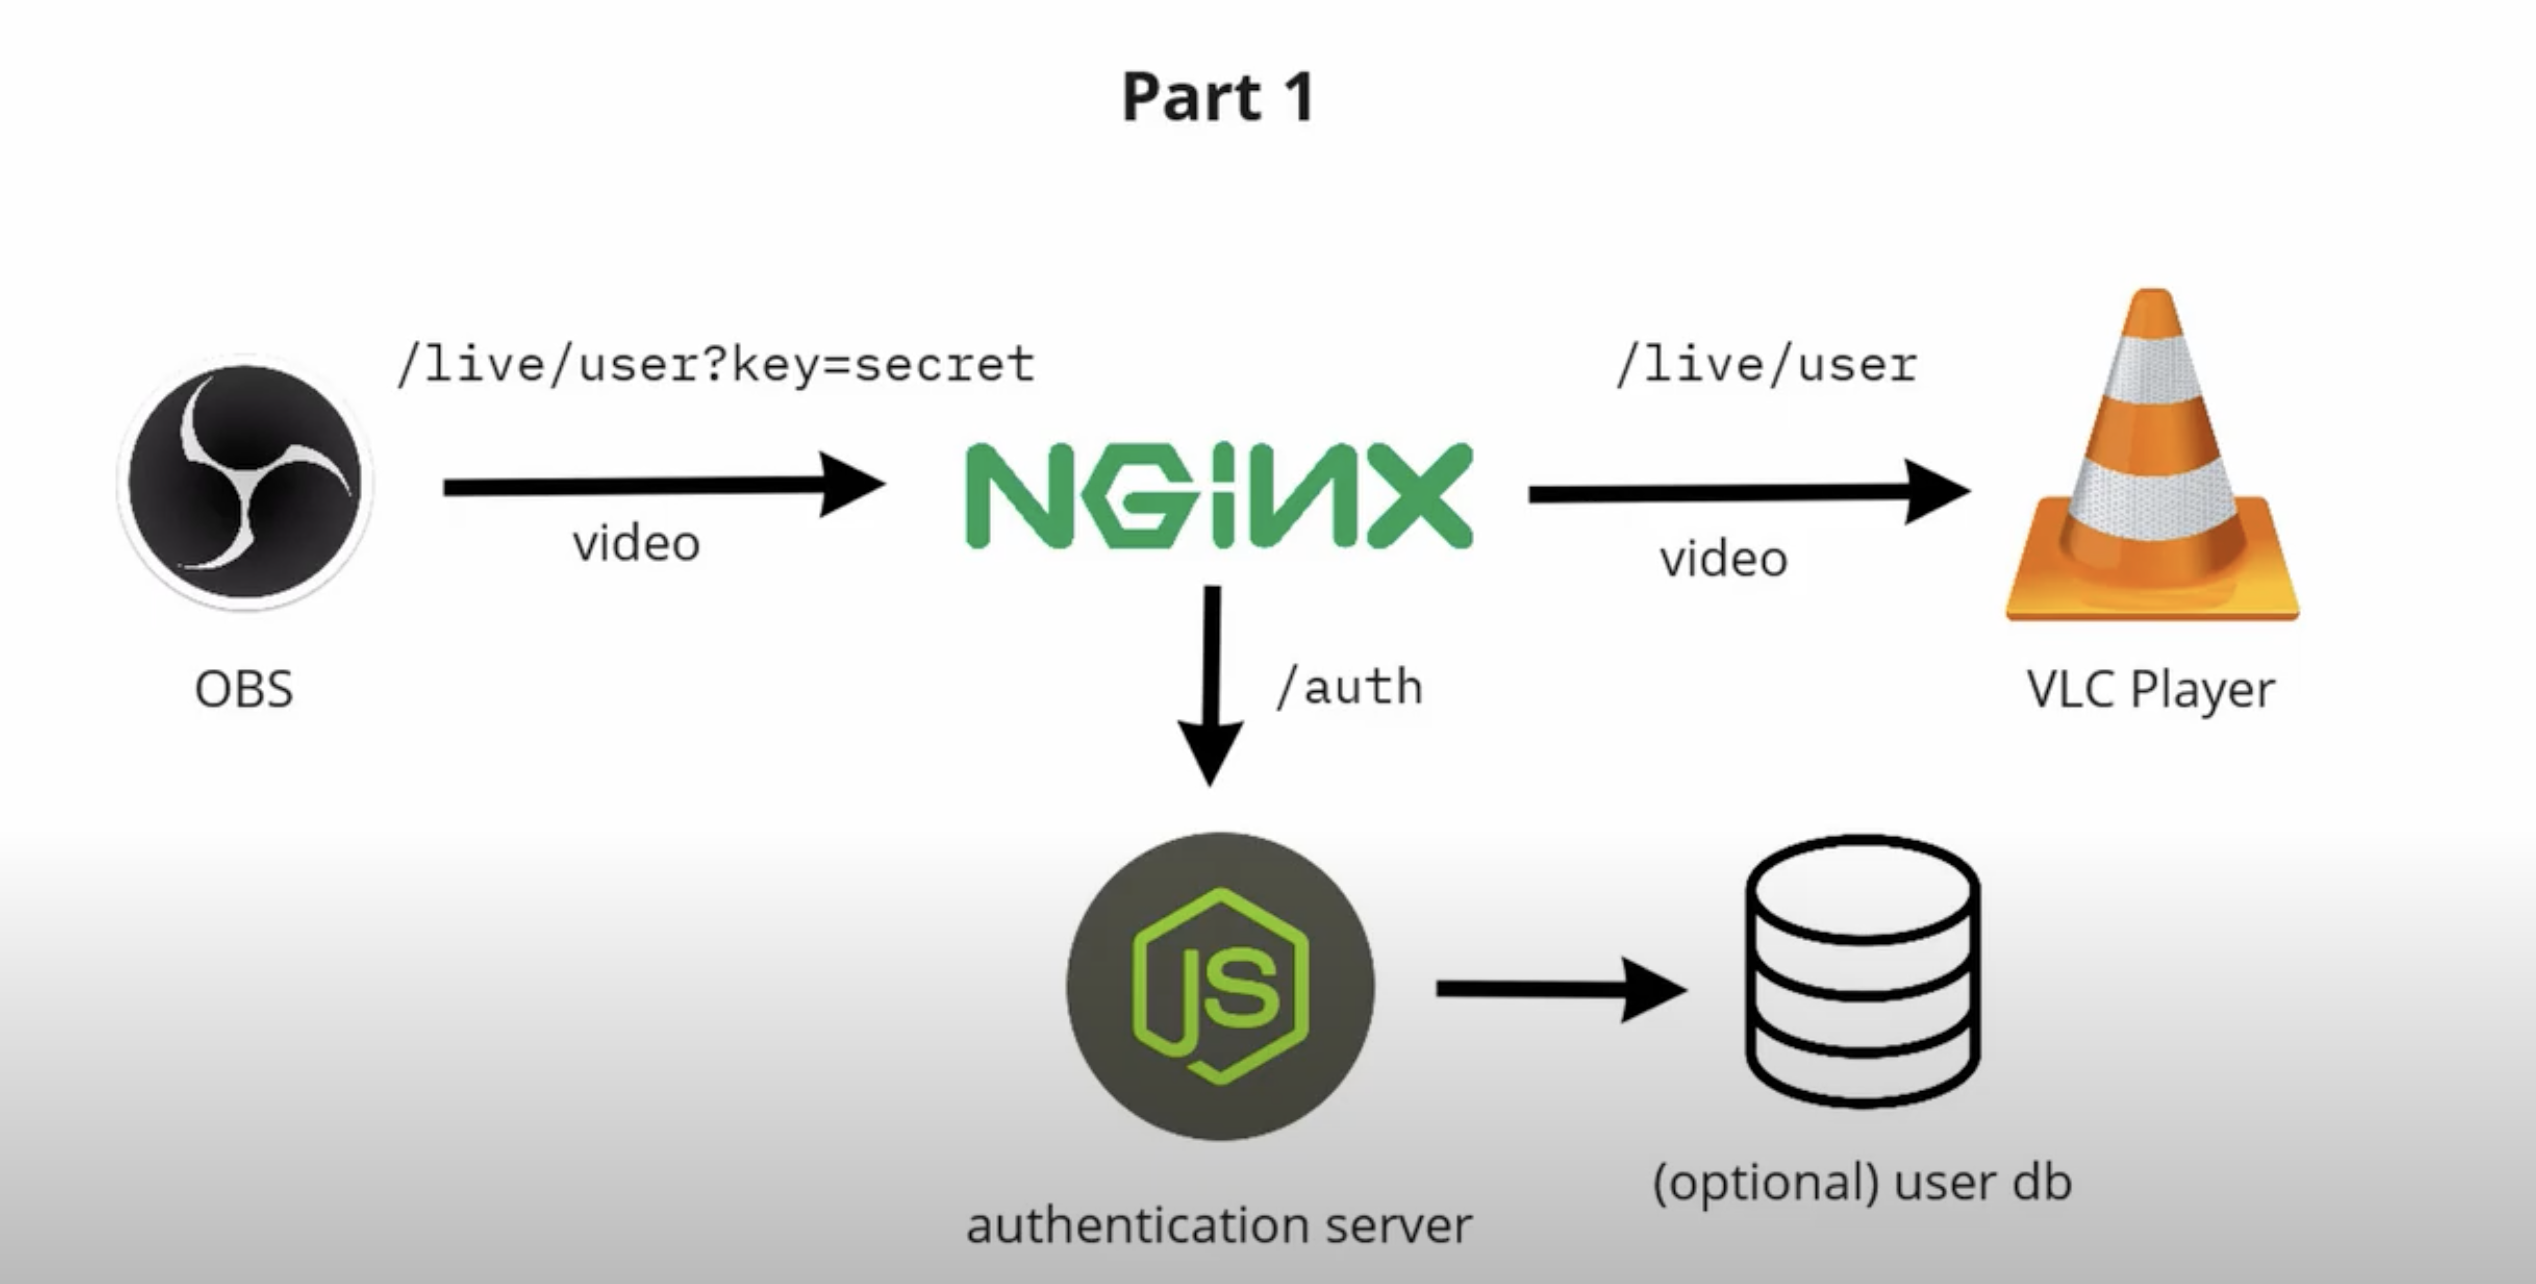 Part 1
/live/user?key=secret
/live/user
NGiNX
video
video
OBS
/auth
VLC Player
JS
(optional) user db
authentication server